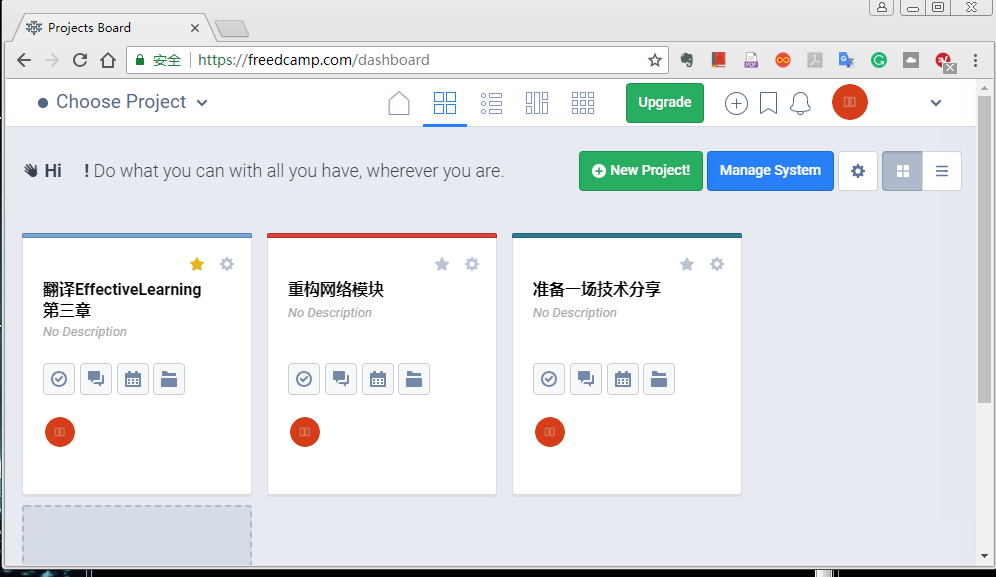 Projects Board
安全
https://freedcamp.com/dashboard
Choose Project
Upgrade
Hi ! Do what you can with all you have, wherever you are.
New Project!
Manage System
翻译EffectiveLearning
第三章
No Description
重构网络模块
No Description
准备一场技术分享
No Description